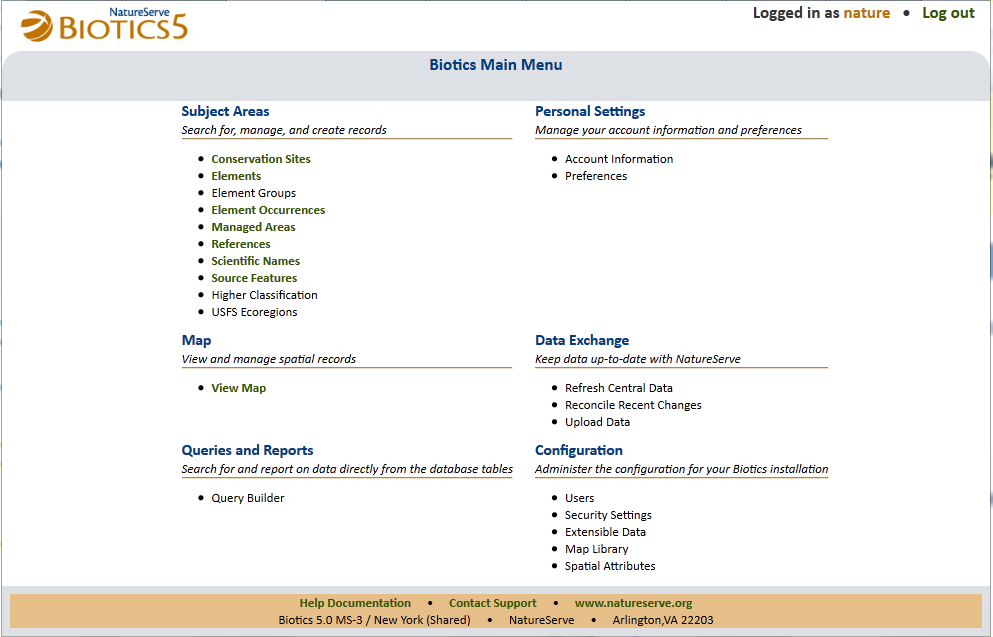 NatureServe
BIOTICS5
Logged in as nature • Log out
Biotics Main Menu
Subject Areas
Search for, manage, and create records
• Conservation Sites
• Elements
• Element Groups
• Element Occurrences
• Managed Areas
• References
• Scientific Names
• Source Features
• Higher Classification
• USFS Ecoregions
Personal Settings
Manage your account information and preferences
• Account Information
• Preferences
Map
View and manage spatial records
• View Map
Data Exchange
Keep data up-to-date with NatureServe
• Refresh Central Data
• Reconcile Recent Changes
• Upload Data
Queries and Reports
Search for and report on data directly from the database tables
• Query Builder
Configuration
Administer the configuration for your Biotics installation
• Users
• Security Settings
• Extensible Data
• Map Library
• Spatial Attributes
Help Documentation • Contact Support • www.natureserve.org
Biotics 5.0 MS-3 / New York (Shared) • NatureServe • Arlington,VA 22203